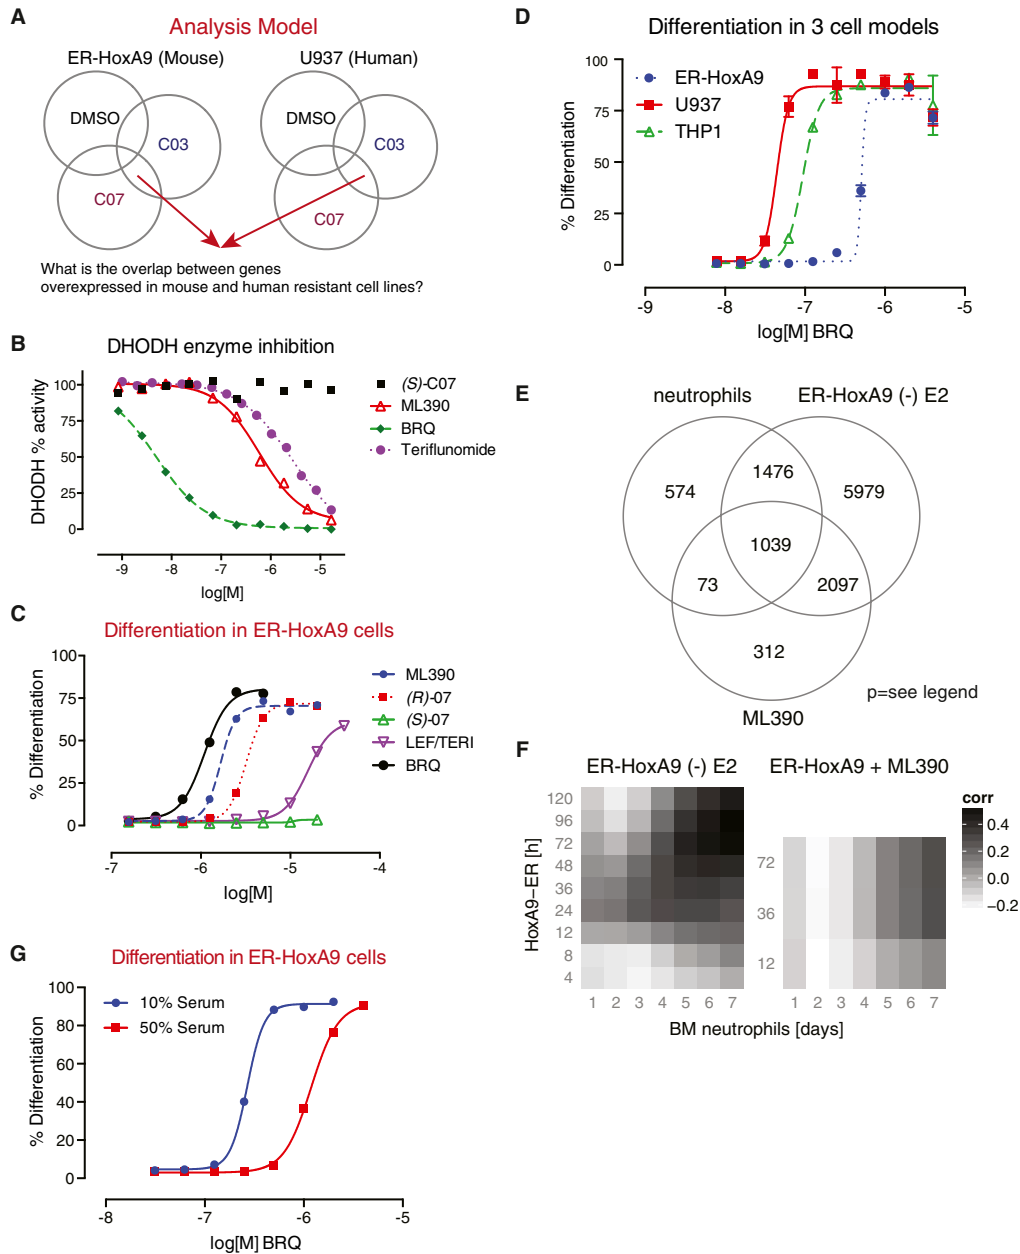 A
Analysis Model
ER-HoxA9 (Mouse)
U937 (Human)
DMSO
C03
C07
DMSO
C03
C07
What is the overlap between genes
overexpressed in mouse and human resistant cell lines?
B
DHODH enzyme inhibition
DHODH % activity
100
75
50
25
0
-9
-8
-7
-6
-5
log[M]
(S)-C07
ML390
BRQ
Teriflunomide
C
Differentiation in ER-HoxA9 cells
% Differentiation
100
75
50
25
0
-7
-6
-5
-4
log[M]
ML390
(R)-07
(S)-07
LEF/TERI
BRQ
G
Differentiation in ER-HoxA9 cells
% Differentiation
100
80
60
40
20
0
-8
-7
-6
-5
log[M] BRQ
10% Serum
50% Serum
D
Differentiation in 3 cell models
% Differentiation
100
75
50
25
0
-9
-8
-7
-6
-5
log[M] BRQ
ER-HoxA9
U937
THP1
E
neutrophils
ER-HoxA9 (-) E2
574
1476
5979
1039
73
2097
312
p=see legend
ML390
F
ER-HoxA9 (-) E2
ER-HoxA9 + ML390
HoxA9−ER [h]
120
96
72
48
36
24
12
8
4
1 2 3 4 5 6 7
72
36
12
1 2 3 4 5 6 7
BM neutrophils [days]
corr
0.4
0.2
0.0
−0.2